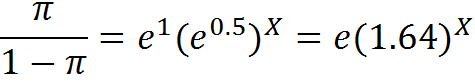 π/(1 − π) = e^1(e^0.5)^X = e(1.64)^X